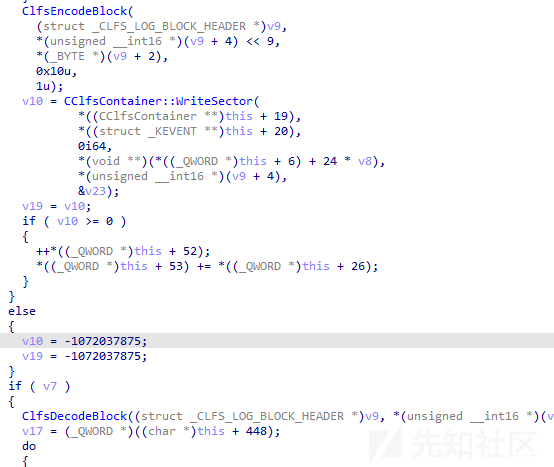 ClfsEncodeBlock(
(struct _CLFS_LOG_BLOCK_HEADER *)v9,
*(unsigned __int16 *)(v9 + 4) << 9,
*(_BYTE *)(v9 + 2),
0x10u,
1u);
v10 = CClfsContainer::WriteSector(
*((CClfsContainer **)this + 19),
*((struct _KEVENT **)this + 20),
0i64,
*(void **)(*((_QWORD *)this + 6) + 24 * v8),
*(unsigned __int16 *)(v9 + 4),
&v23);
v19 = v10;
if ( v10 >= 0 )
{
++*((_QWORD *)this + 52);
*((_QWORD *)this + 53) += *((_QWORD *)this + 26);
}
}
else
{
v10 = -1072037875;
v19 = -1072037875;
}
if ( v7 )
{
ClfsDecodeBlock((struct _CLFS_LOG_BLOCK_HEADER *)v9, *(unsigned __int16 *)(v
v17 = (_QWORD *)((char *)this + 448);
do
{
先知社区